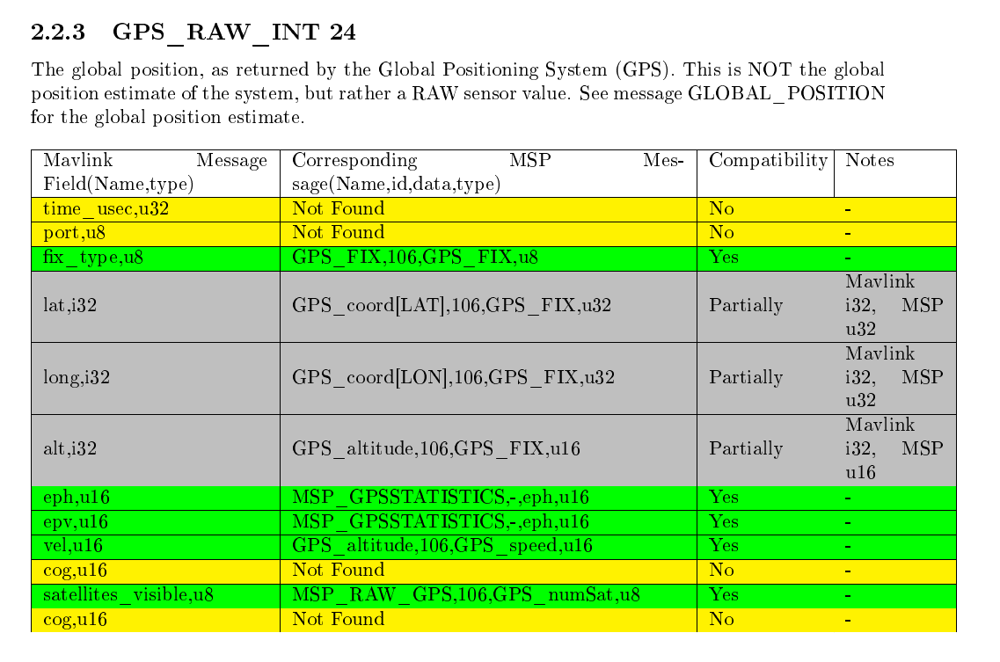 2.2.3 GPS_RAW_INT 24
The global position, as returned by the Global Positioning System (GPS). This is NOT the global
position estimate of the system, but rather a RAW sensor value. See message GLOBAL_POSITION
for the global position estimate.
Mavlink Message Field(Name,type) Corresponding MSP Mes-sage(Name,id,data,type) Compatibility Notes
time_usec,u32 Not Found No -
port,u8 Not Found No -
fix_type,u8 GPS_FIX,106,GPS_FIX,u8 Yes -
lat,i32 GPS_coord[LAT],106,GPS_FIX,u32 Partially Mavlink i32, MSP u32
long,i32 GPS_coord[LON],106,GPS_FIX,u32 Partially Mavlink i32, MSP u32
alt,i32 GPS_altitude,106,GPS_FIX,u16 Partially Mavlink i32, MSP u16
eph,u16 MSP_GPSSTATISTICS,-,eph,u16 Yes -
epv,u16 MSP_GPSSTATISTICS,-,eph,u16 Yes -
vel,u16 GPS_altitude,106,GPS_speed,u16 Yes -
cog,u16 Not Found No -
satellites_visible,u8 MSP_RAW_GPS,106,GPS_numSat,u8 Yes -
cog,u16 Not Found No -